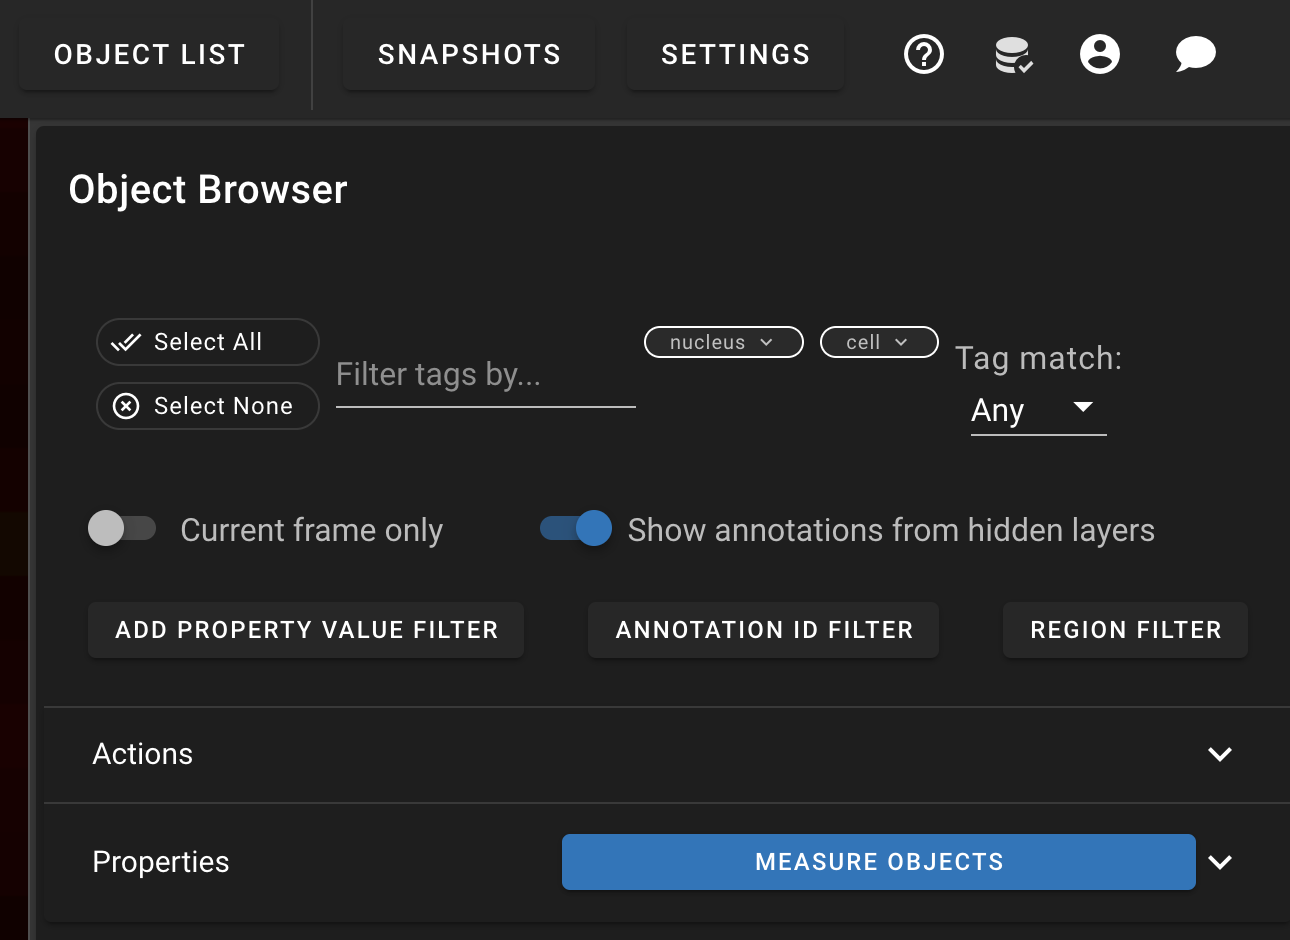 OBJECT LIST
SNAPSHOTS
SETTINGS
Object Browser
Select All
Select None
Filter tags by...
nucleus
cell
Tag match:
Any
Current frame only
Show annotations from hidden layers
ADD PROPERTY VALUE FILTER
ANNOTATION ID FILTER
REGION FILTER
Actions
Properties
MEASURE OBJECTS